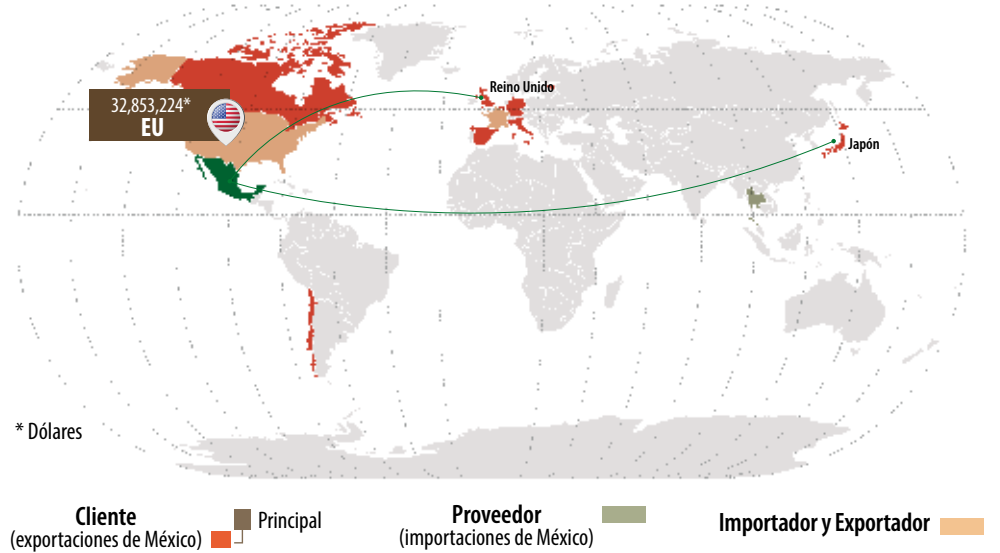 Reino Unido
32,853,224*
EU
Japón
* Dólares
Cliente
(exportaciones de México)
Principal
Proveedor
(importaciones de México)
Importador y Exportador